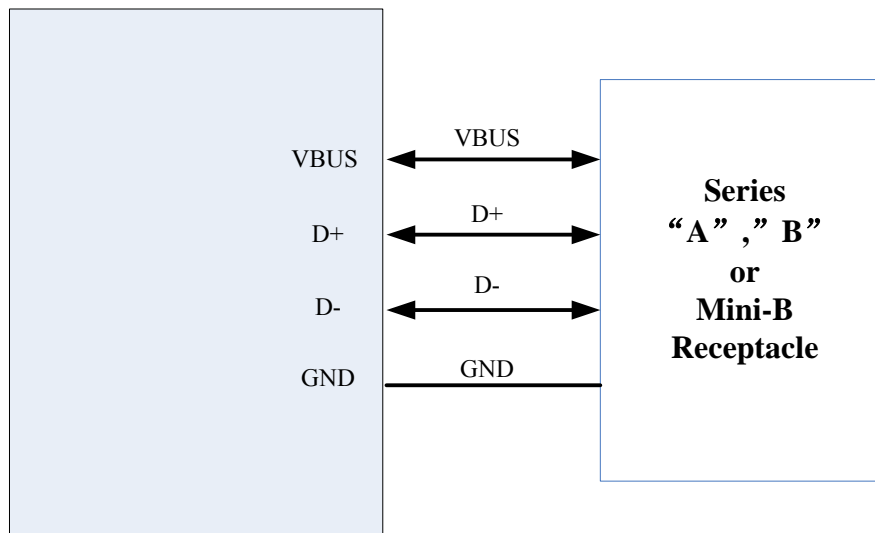 VBUS
VBUS
D+
D+
D-
D-
GND
GND
Series
“A” ,” B”
or
Mini-B
Receptacle